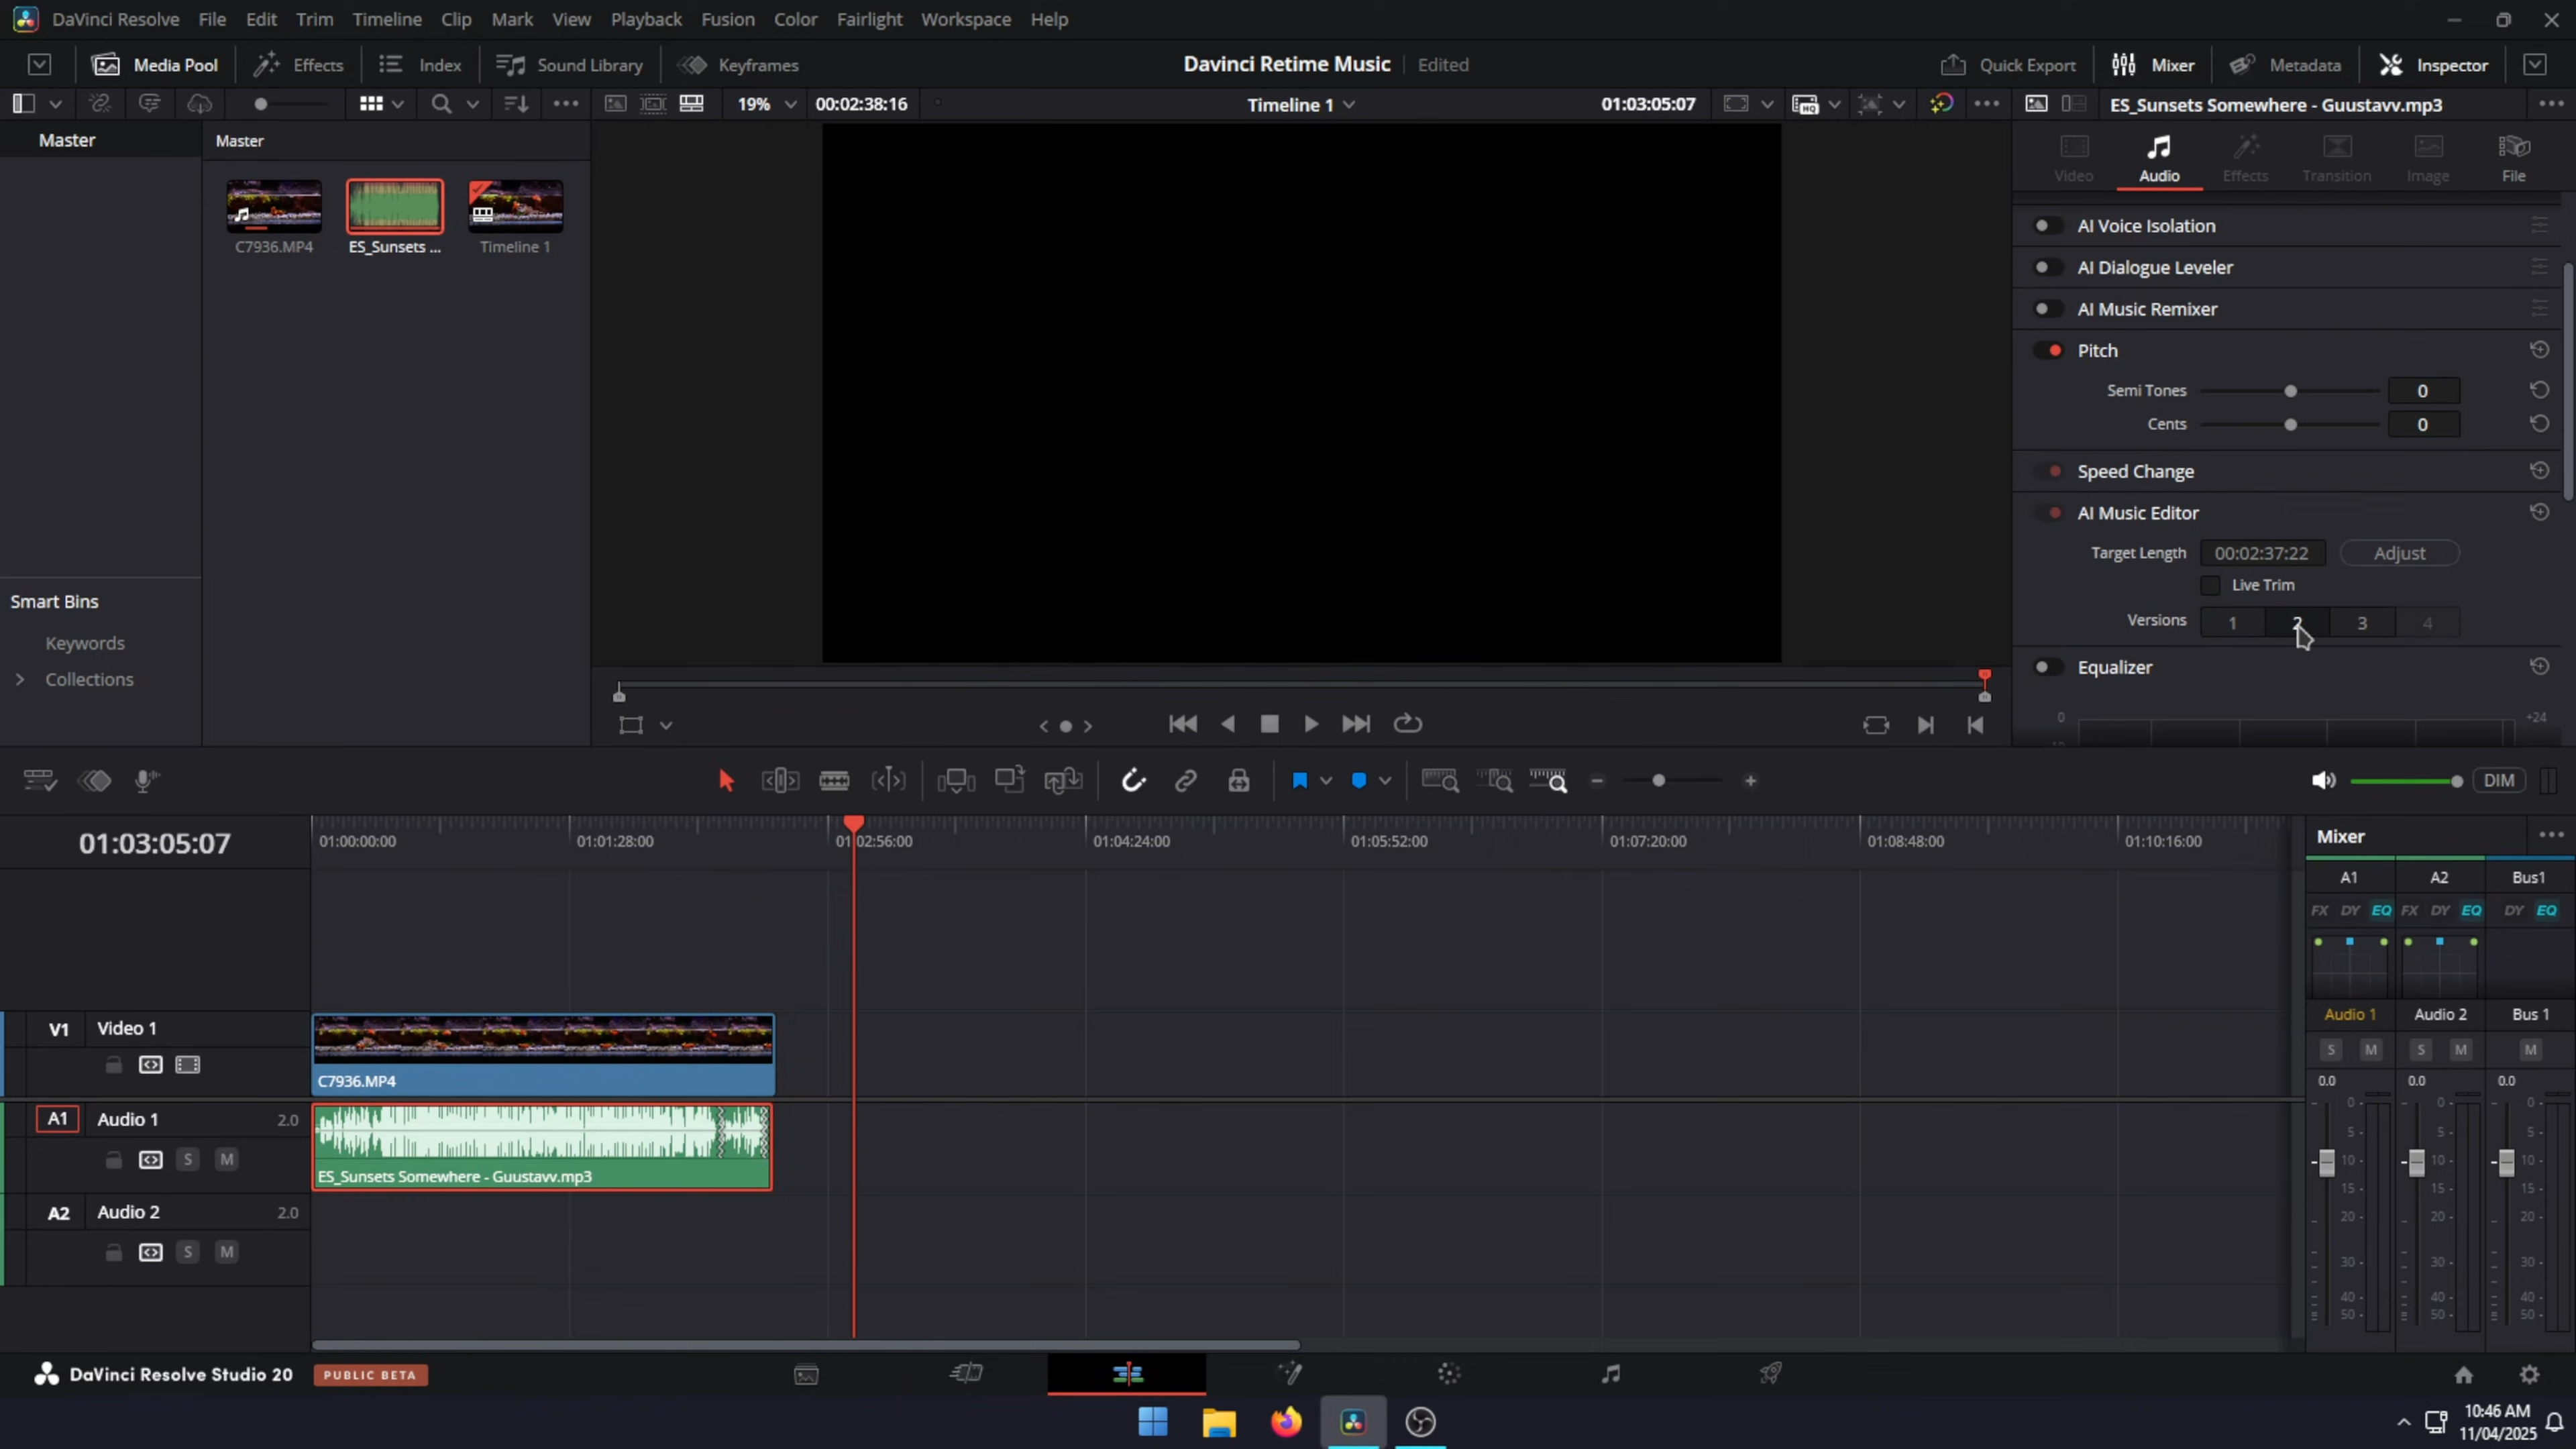 DaVinci Resolve File Edit Trim Timeline Clip Mark View Playback Fusion Color Fairlight Workspace Help
Media Pool Effects Index Sound Library Keyframes Davinci Retime Music Edited Quick Export Mixer Metadata Inspector
19% 00:02:38:16 Timeline 1 01:03:05:07 ES_Sunsets Somewhere - Guustavv.mp3
Master Master
Video Audio Effects Transition Image File
C7936.MP4 ES_Sunsets ... Timeline 1
AI Voice Isolation
AI Dialogue Leveler
AI Music Remixer
Pitch
Semi Tones 0
Cents 0
Speed Change
AI Music Editor
Target Length 00:02:37:22 Adjust
Live Trim
Versions 1 2 3 4
Equalizer
0 +24
Smart Bins
Keywords
Collections
DIM
01:03:05:07 01:00:00:00 01:01:28:00 01:02:56:00 01:04:24:00 01:05:52:00 01:07:20:00 01:08:48:00 01:10:16:00
Mixer
A1 A2 Bus1
FX DY EQ FX DY EQ DY EQ
V1 Video 1
C7936.MP4
Audio 1 Audio 2 Bus 1
S M S M M
0.0 0.0 0.0
A1 Audio 1 2.0
S M
ES_Sunsets Somewhere - Guustavv.mp3
A2 Audio 2 2.0
S M
0 0 0
5 5 5
10 10 10
15 15 15
20 20 20
30 30 30
40 40 40
50 50 50
DaVinci Resolve Studio 20 PUBLIC BETA
10:46 AM
11/04/2025